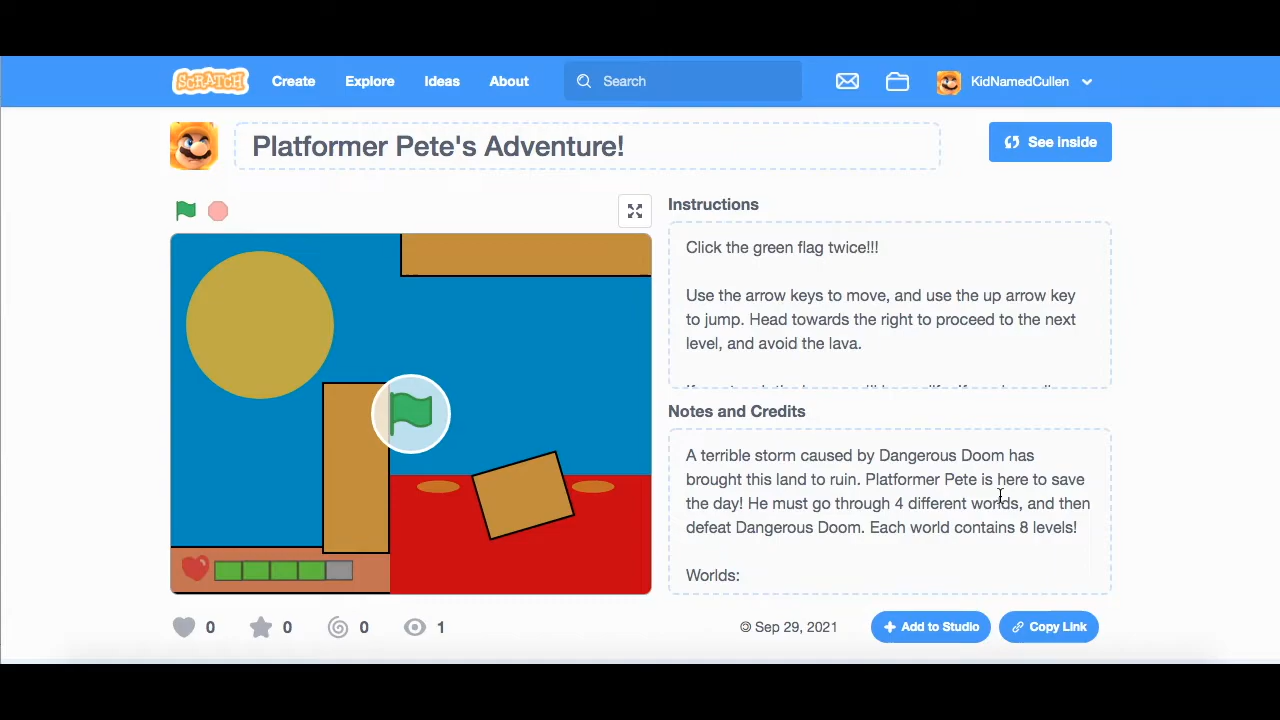 SCRATCH Create Explore Ideas About Search KidNamedCullen
Platformer Pete's Adventure!
See inside
Instructions
Click the green flag twice!!!
Use the arrow keys to move, and use the up arrow key
to jump. Head towards the right to proceed to the next
level, and avoid the lava.
Notes and Credits
A terrible storm caused by Dangerous Doom has
brought this land to ruin. Platformer Pete is here to save
the day! He must go through 4 different worlds, and then
defeat Dangerous Doom. Each world contains 8 levels!
Worlds:
0 0 0 1
© Sep 29, 2021
Add to Studio
Copy Link